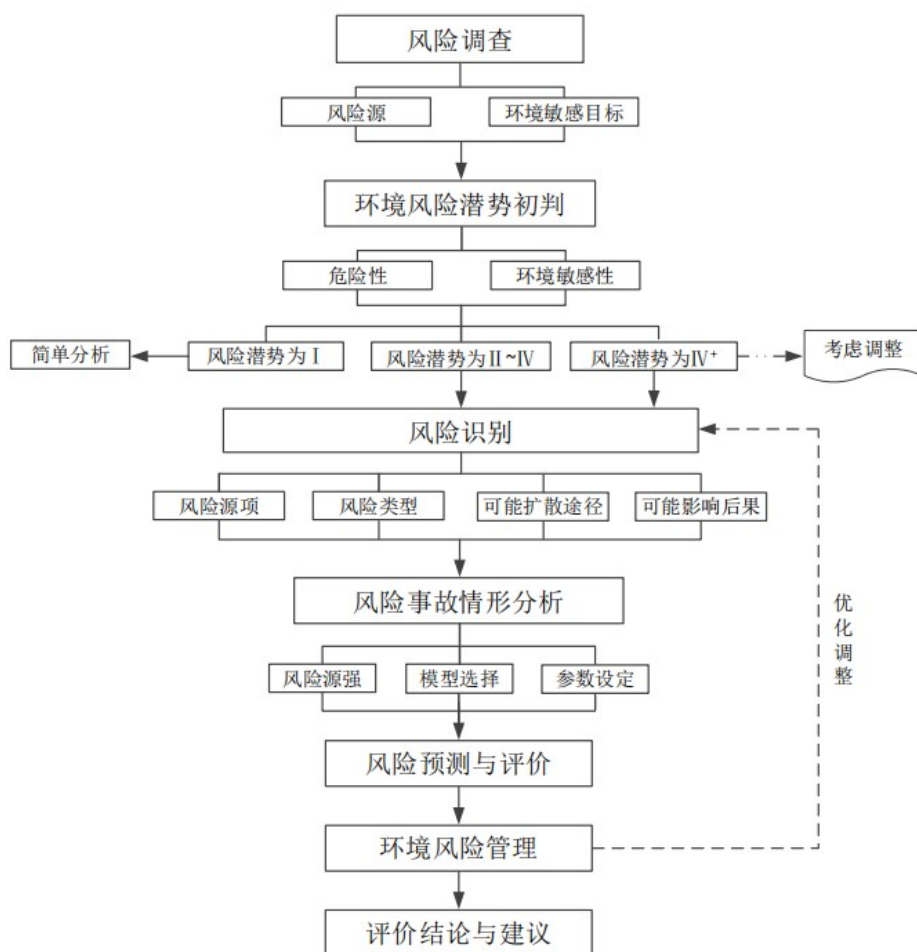 风险调查
风险源
环境敏感目标
环境风险潜势初判
危险性
环境敏感性
简单分析
风险潜势为Ⅰ
风险潜势为Ⅱ~Ⅳ
风险潜势为Ⅳ⁺
考虑调整
风险识别
风险源项
风险类型
可能扩散途径
可能影响后果
风险事故情形分析
优化调整
风险源强
模型选择
参数设定
风险预测与评价
环境风险管理
评价结论与建议